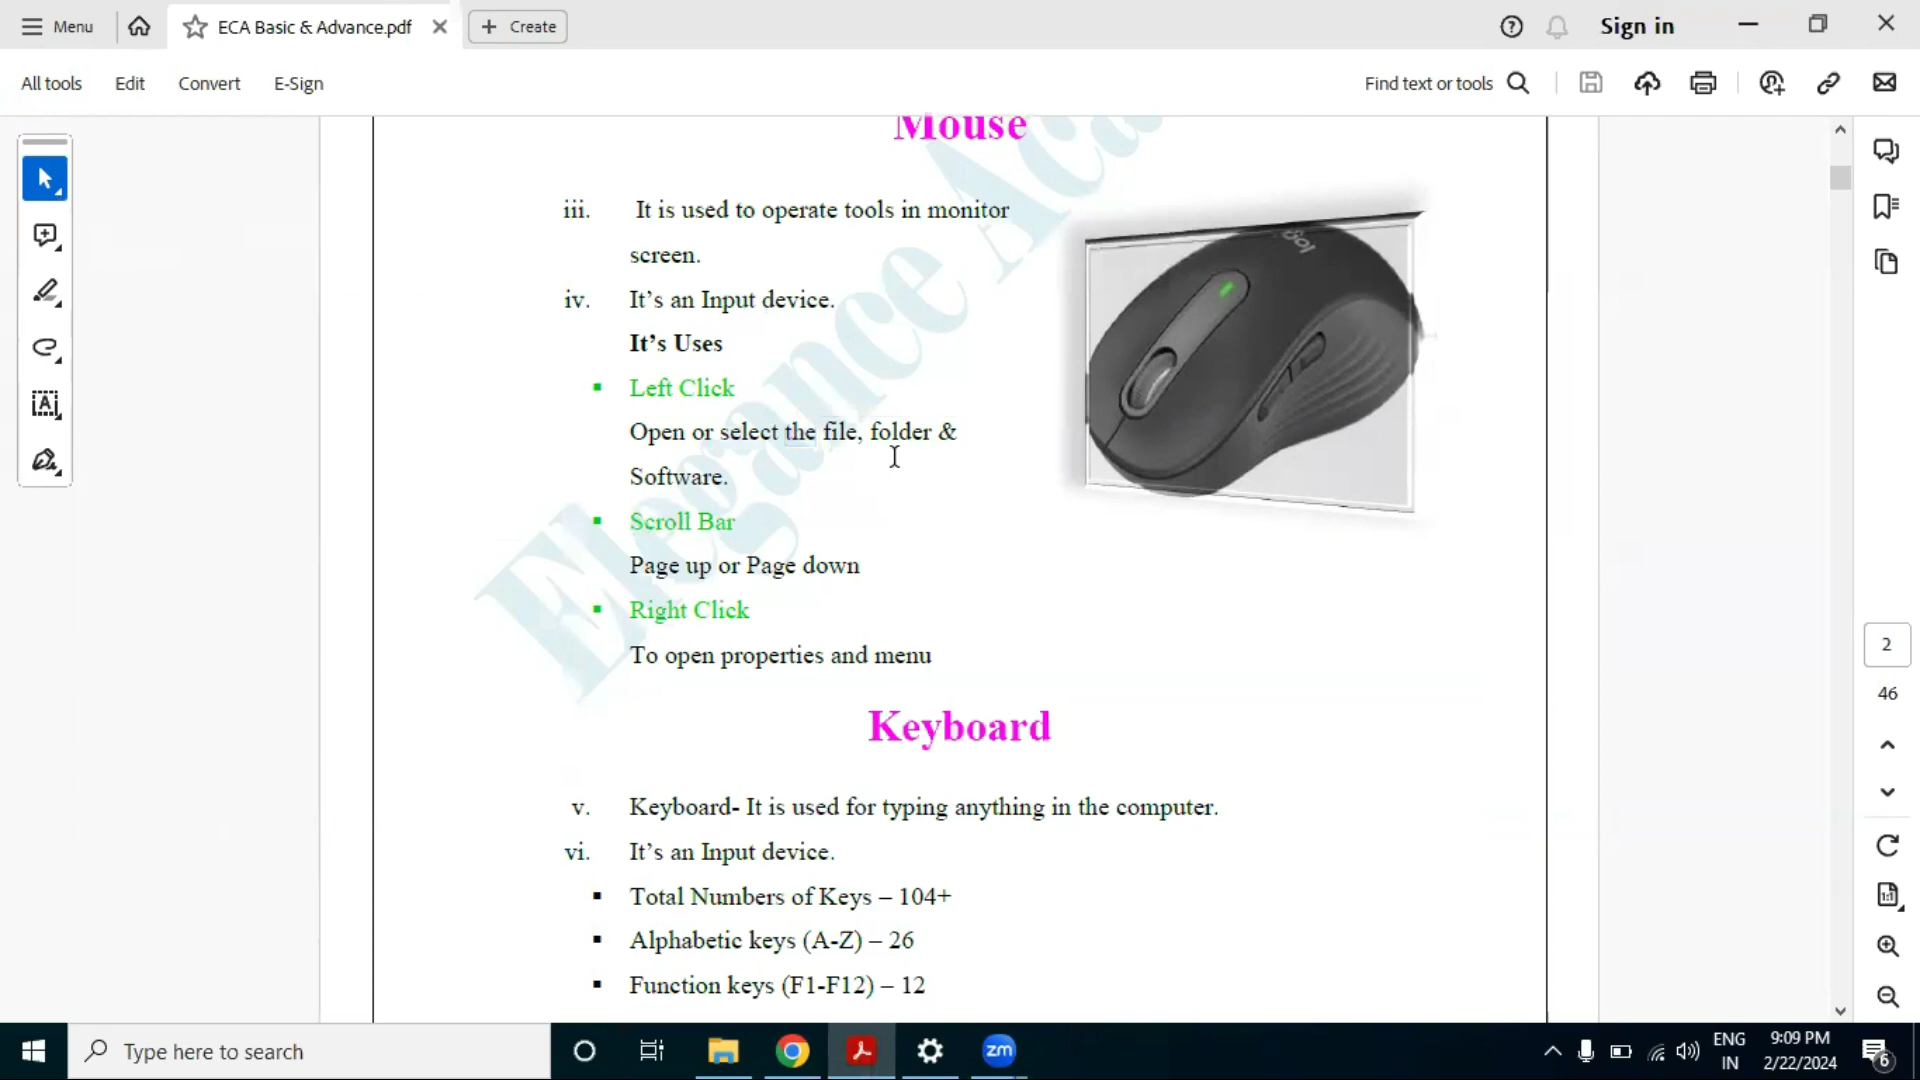 Menu
ECA Basic & Advance.pdf
Create
Sign in
All tools
Edit
Convert
E-Sign
Find text or tools
Mouse
iii. It is used to operate tools in monitor
screen.
iv. It's an Input device.
It's Uses
▪ Left Click
Open or select the file, folder &
Software.
▪ Scroll Bar
Page up or Page down
▪ Right Click
To open properties and menu
Keyboard
v. Keyboard- It is used for typing anything in the computer.
vi. It's an Input device.
▪ Total Numbers of Keys – 104+
▪ Alphabetic keys (A-Z) – 26
▪ Function keys (F1-F12) – 12
Elegance Aca
logi
2
46
Type here to search
zm
ENG
IN
9:09 PM
2/22/2024
6